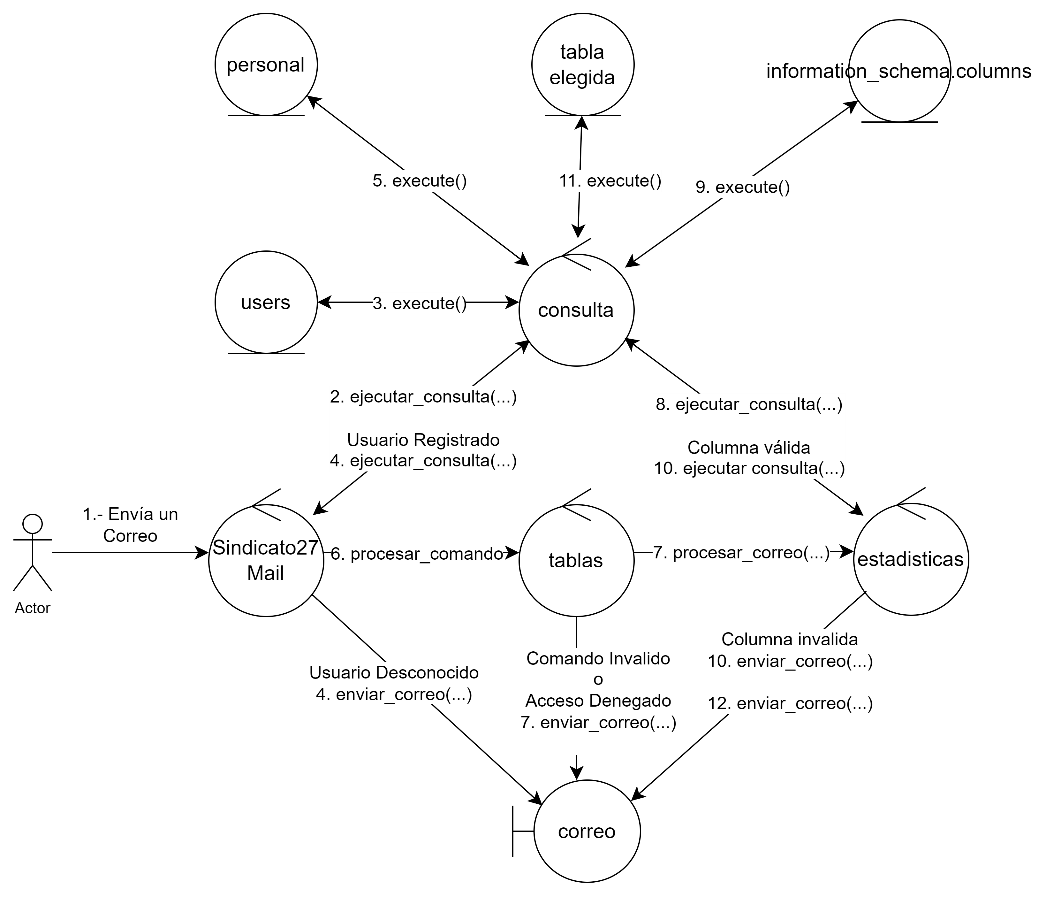 personal
tabla
elegida
information_schema.columns
5. execute()
11. execute()
9. execute()
users
3. execute()
consulta
2. ejecutar_consulta(...)
8. ejecutar_consulta(...)
Usuario Registrado
4. ejecutar_consulta(...)
Columna válida
10. ejecutar consulta(...)
1.- Envía un
Correo
Actor
Sindicato27
Mail
6. procesar_comando
tablas
7. procesar_correo(...)
estadisticas
Usuario Desconocido
4. enviar_correo(...)
Comando Invalido
o
Acceso Denegado
7. enviar_correo(...)
Columna invalida
10. enviar_correo(...)
12. enviar_correo(...)
correo